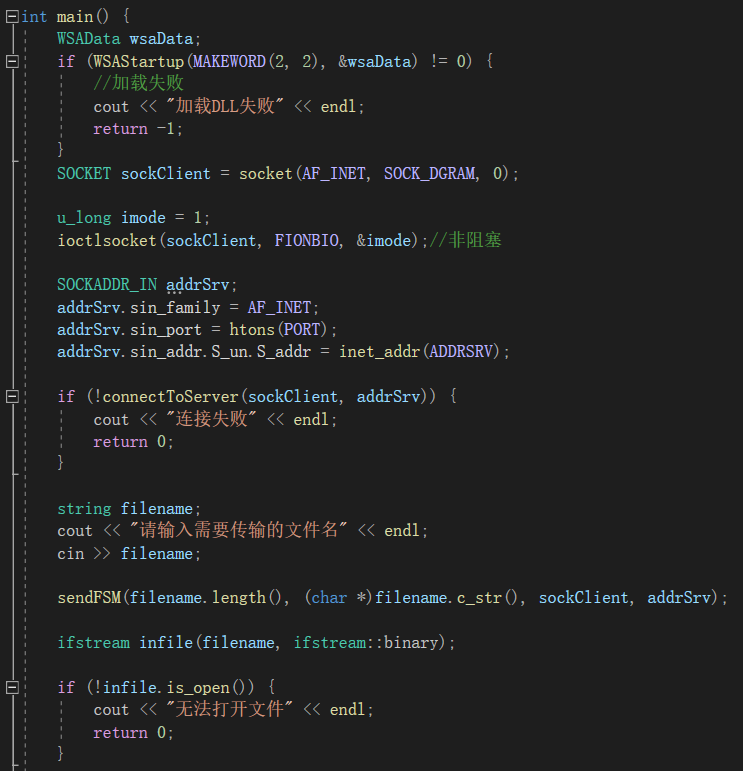 int main() {
WSAData wsaData;
if (WSAStartup(MAKEWORD(2, 2), &wsaData) != 0) {
//加载失败
cout << "加载DLL失败" << endl;
return -1;
}
SOCKET sockClient = socket(AF_INET, SOCK_DGRAM, 0);
u_long imode = 1;
ioctlsocket(sockClient, FIONBIO, &imode);//非阻塞
SOCKADDR_IN addrSrv;
addrSrv.sin_family = AF_INET;
addrSrv.sin_port = htons(PORT);
addrSrv.sin_addr.S_un.S_addr = inet_addr(ADDRSRV);
if (!connectToServer(sockClient, addrSrv)) {
cout << "连接失败" << endl;
return 0;
}
string filename;
cout << "请输入需要传输的文件名" << endl;
cin >> filename;
sendFSM(filename.length(), (char *)filename.c_str(), sockClient, addrSrv);
ifstream infile(filename, ifstream::binary);
if (!infile.is_open()) {
cout << "无法打开文件" << endl;
return 0;
}